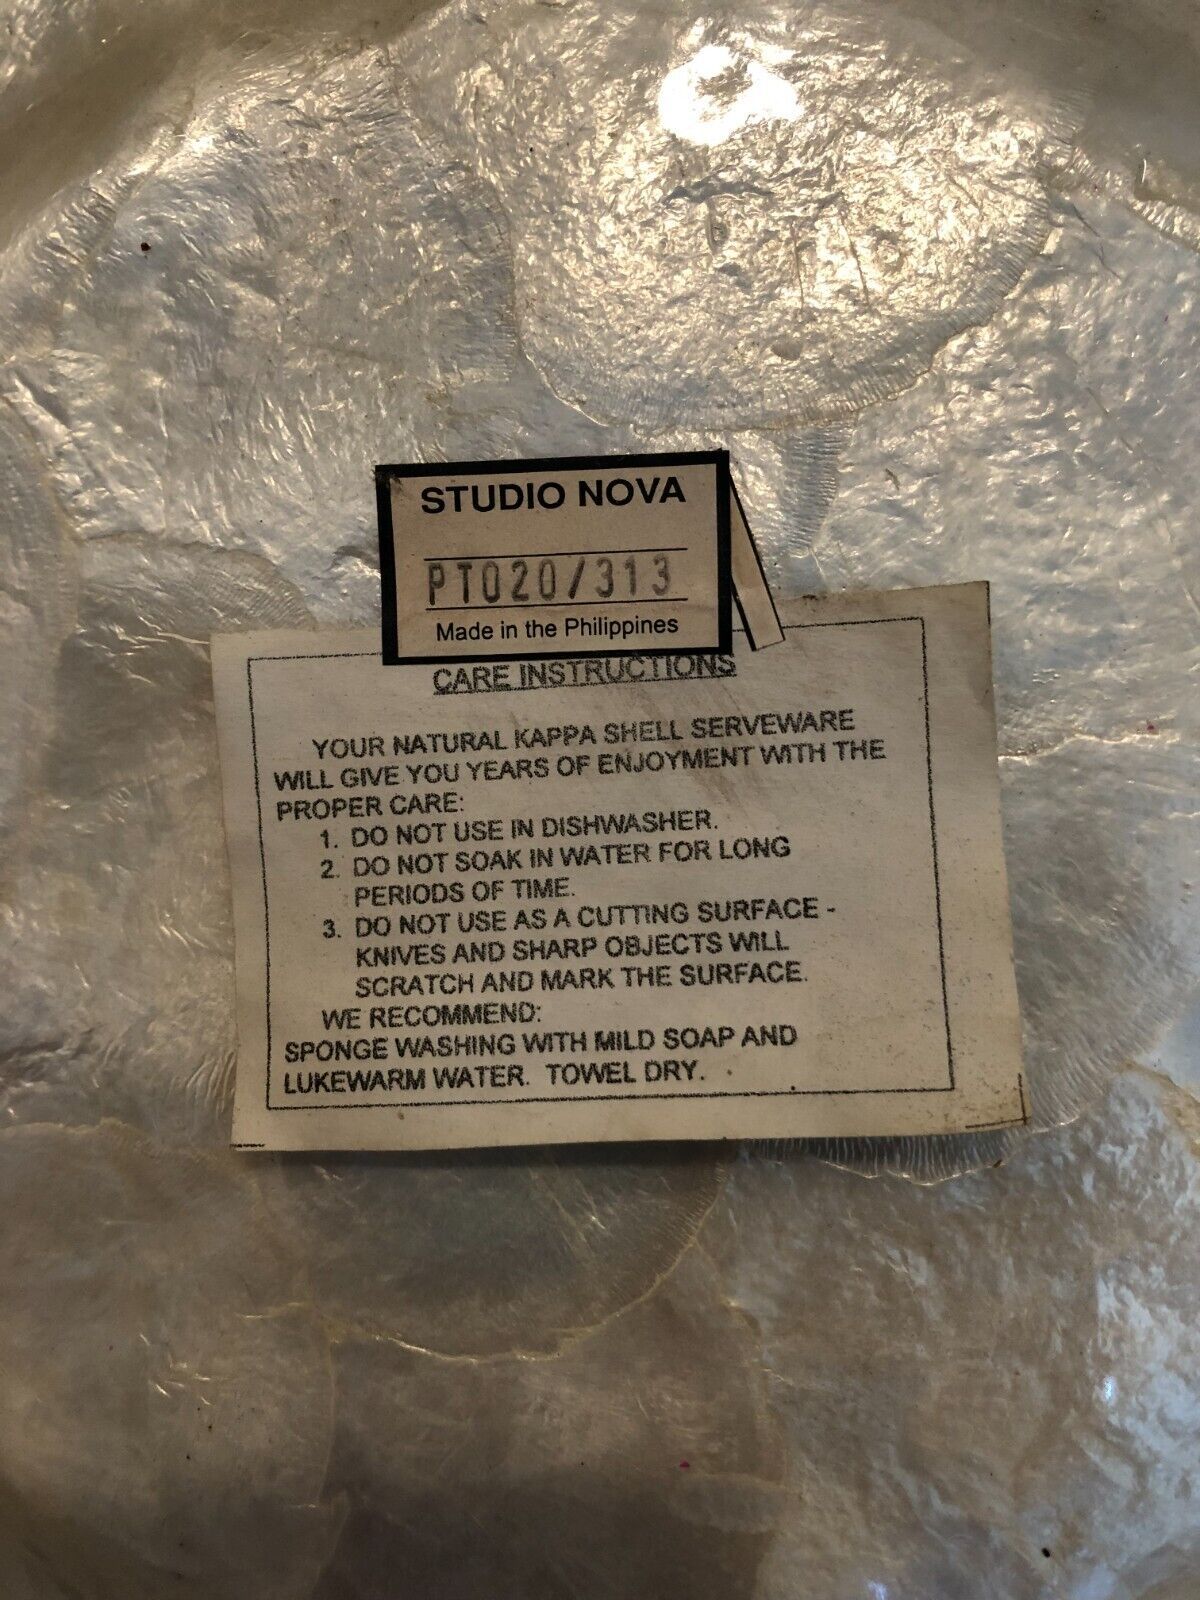 STUDIO NOVA
PT020/313
Made in the Philippines
CARE INSTRUCTIONS
YOUR NATURAL KAPPA SHELL SERVEWARE
WILL GIVE YOU YEARS OF ENJOYMENT WITH THE
PROPER CARE:
1. DO NOT USE IN DISHWASHER.
2. DO NOT SOAK IN WATER FOR LONG
PERIODS OF TIME.
3. DO NOT USE AS A CUTTING SURFACE -
KNIVES AND SHARP OBJECTS WILL
SCRATCH AND MARK THE SURFACE.
WE RECOMMEND:
SPONGE WASHING WITH MILD SOAP AND
LUKEWARM WATER. TOWEL DRY.